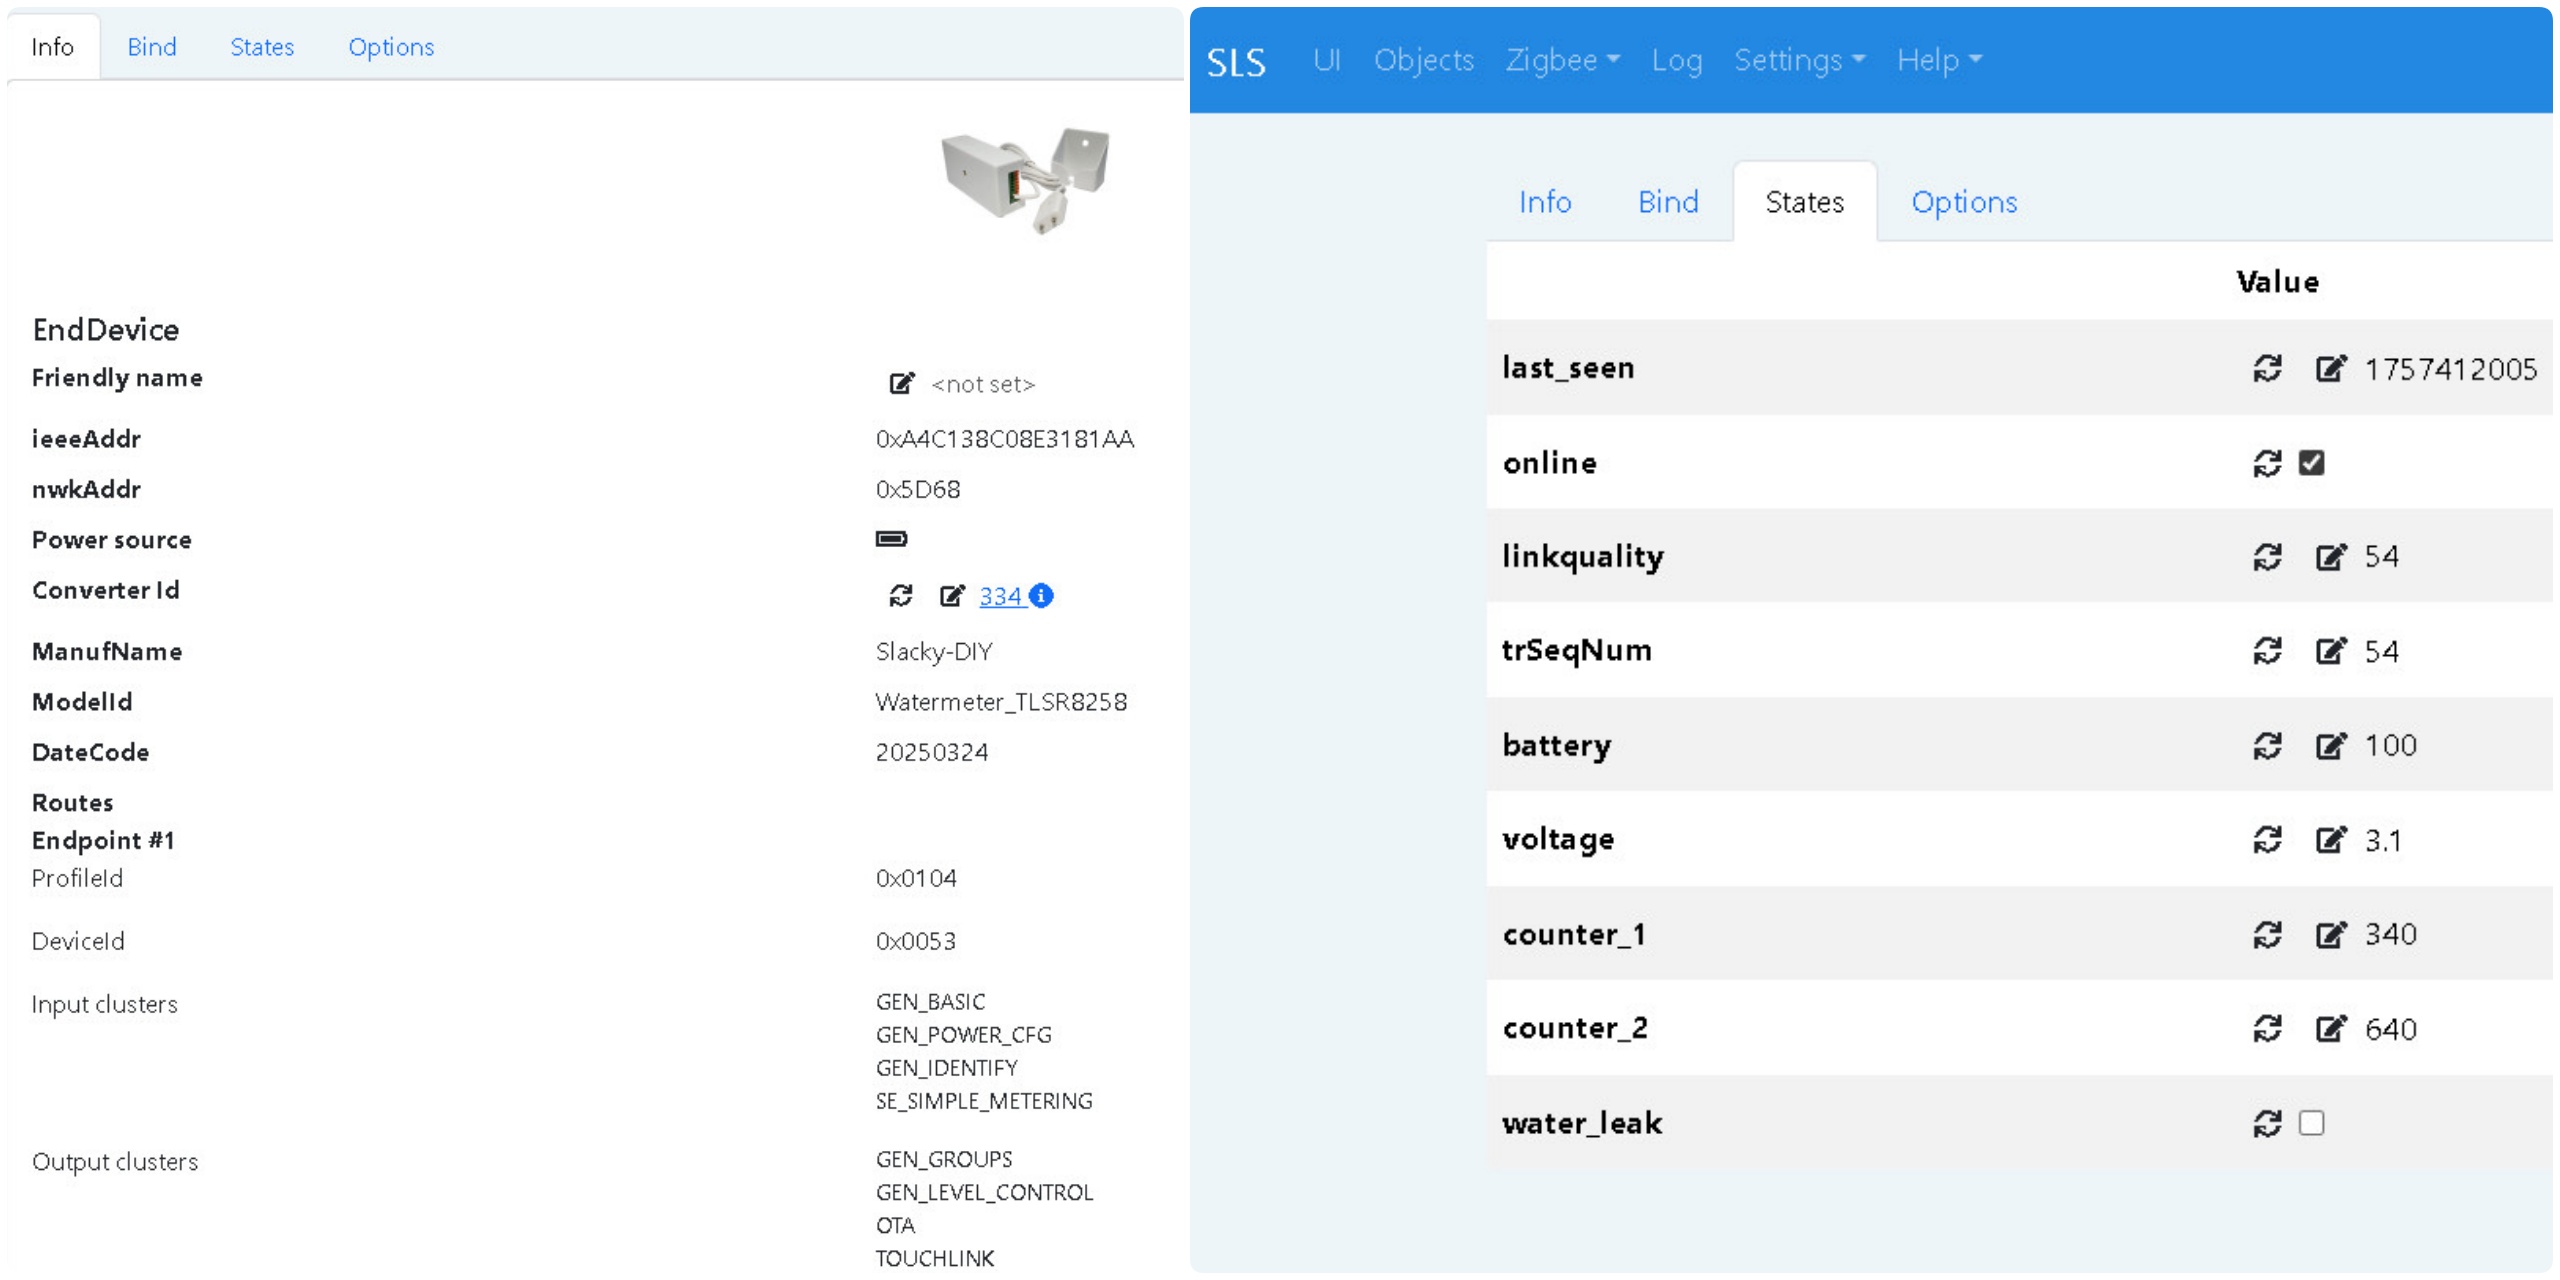 Info Bind States Options
EndDevice
Friendly name <not set>
ieeeAddr 0xA4C138C08E3181AA
nwkAddr 0x5D68
Power source
Converter Id 334
ManufName Slacky-DIY
ModelId Watermeter_TLSR8258
DateCode 20250324
Routes
Endpoint #1
ProfileId 0x0104
DeviceId 0x0053
Input clusters GEN_BASIC
GEN_POWER_CFG
GEN_IDENTIFY
SE_SIMPLE_METERING
Output clusters GEN_GROUPS
GEN_LEVEL_CONTROL
OTA
TOUCHLINK
SLS UI Objects Zigbee Log Settings Help
Info Bind States Options
Value
last_seen 1757412005
online
linkquality 54
trSeqNum 54
battery 100
voltage 3.1
counter_1 340
counter_2 640
water_leak